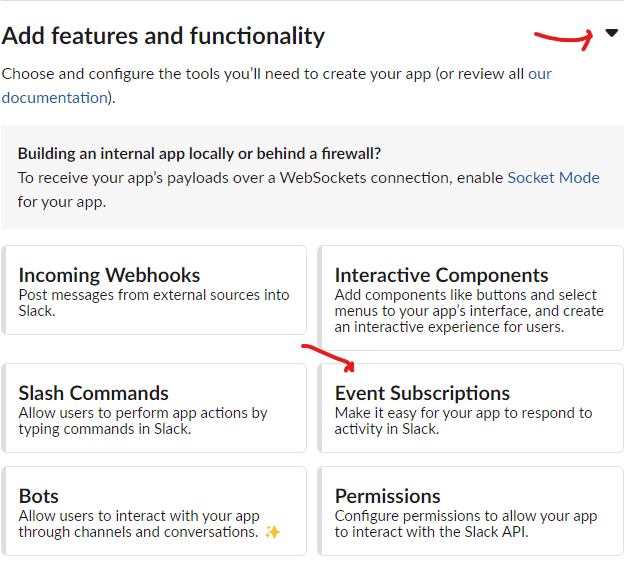 Add features and functionality
Choose and configure the tools you’ll need to create your app (or review all our
documentation).
Building an internal app locally or behind a firewall?
To receive your app’s payloads over a WebSockets connection, enable Socket Mode
for your app.
Incoming Webhooks
Post messages from external sources into
Slack.
Interactive Components
Add components like buttons and select
menus to your app’s interface, and create
an interactive experience for users.
Slash Commands
Allow users to perform app actions by
typing commands in Slack.
Event Subscriptions
Make it easy for your app to respond to
activity in Slack.
Bots
Allow users to interact with your app
through channels and conversations. ✨
Permissions
Configure permissions to allow your app
to interact with the Slack API.